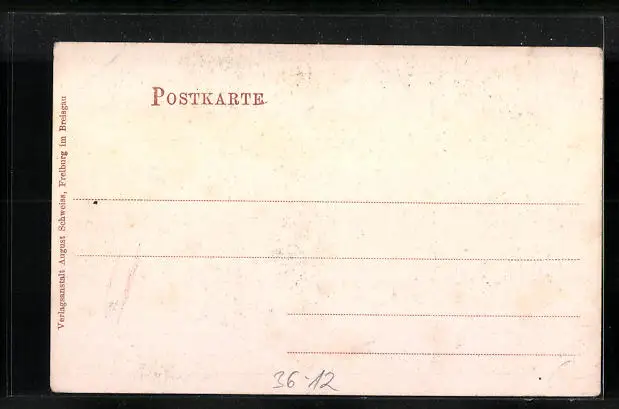 POSTKARTE
Verlagsanstalt August Schweiss, Freiburg im Breisgau
36-12